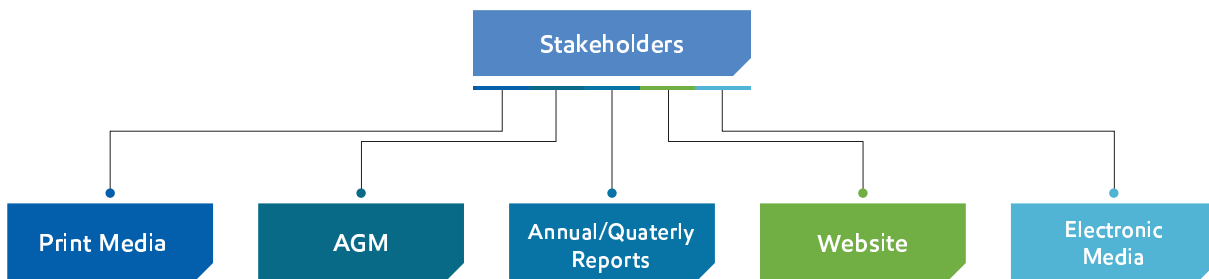 Stakeholders
Print Media
AGM
Annual/Quaterly
Reports
Website
Electronic
Media